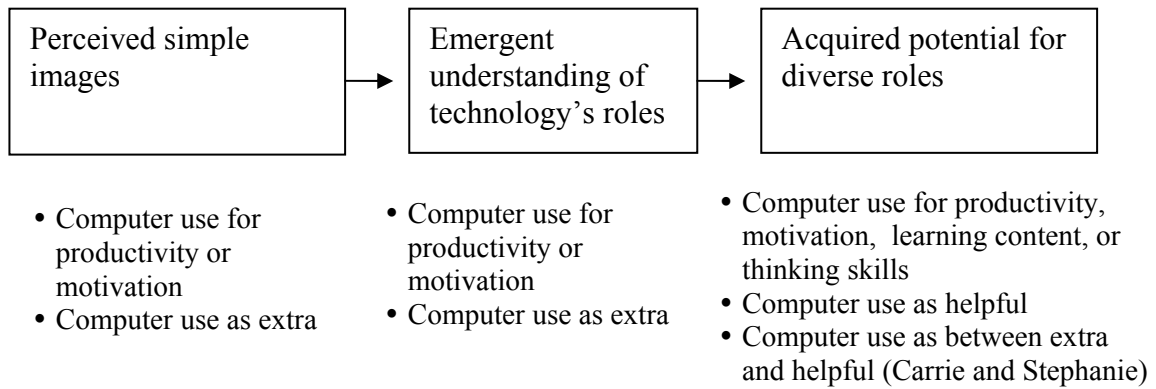 Perceived simple
images
Emergent
understanding of
technology’s roles
Acquired potential for
diverse roles
• Computer use for
productivity or
motivation
• Computer use as extra
• Computer use for
productivity or
motivation
• Computer use as extra
• Computer use for productivity,
motivation,  learning content, or
thinking skills
• Computer use as helpful
• Computer use as between extra
and helpful (Carrie and Stephanie)